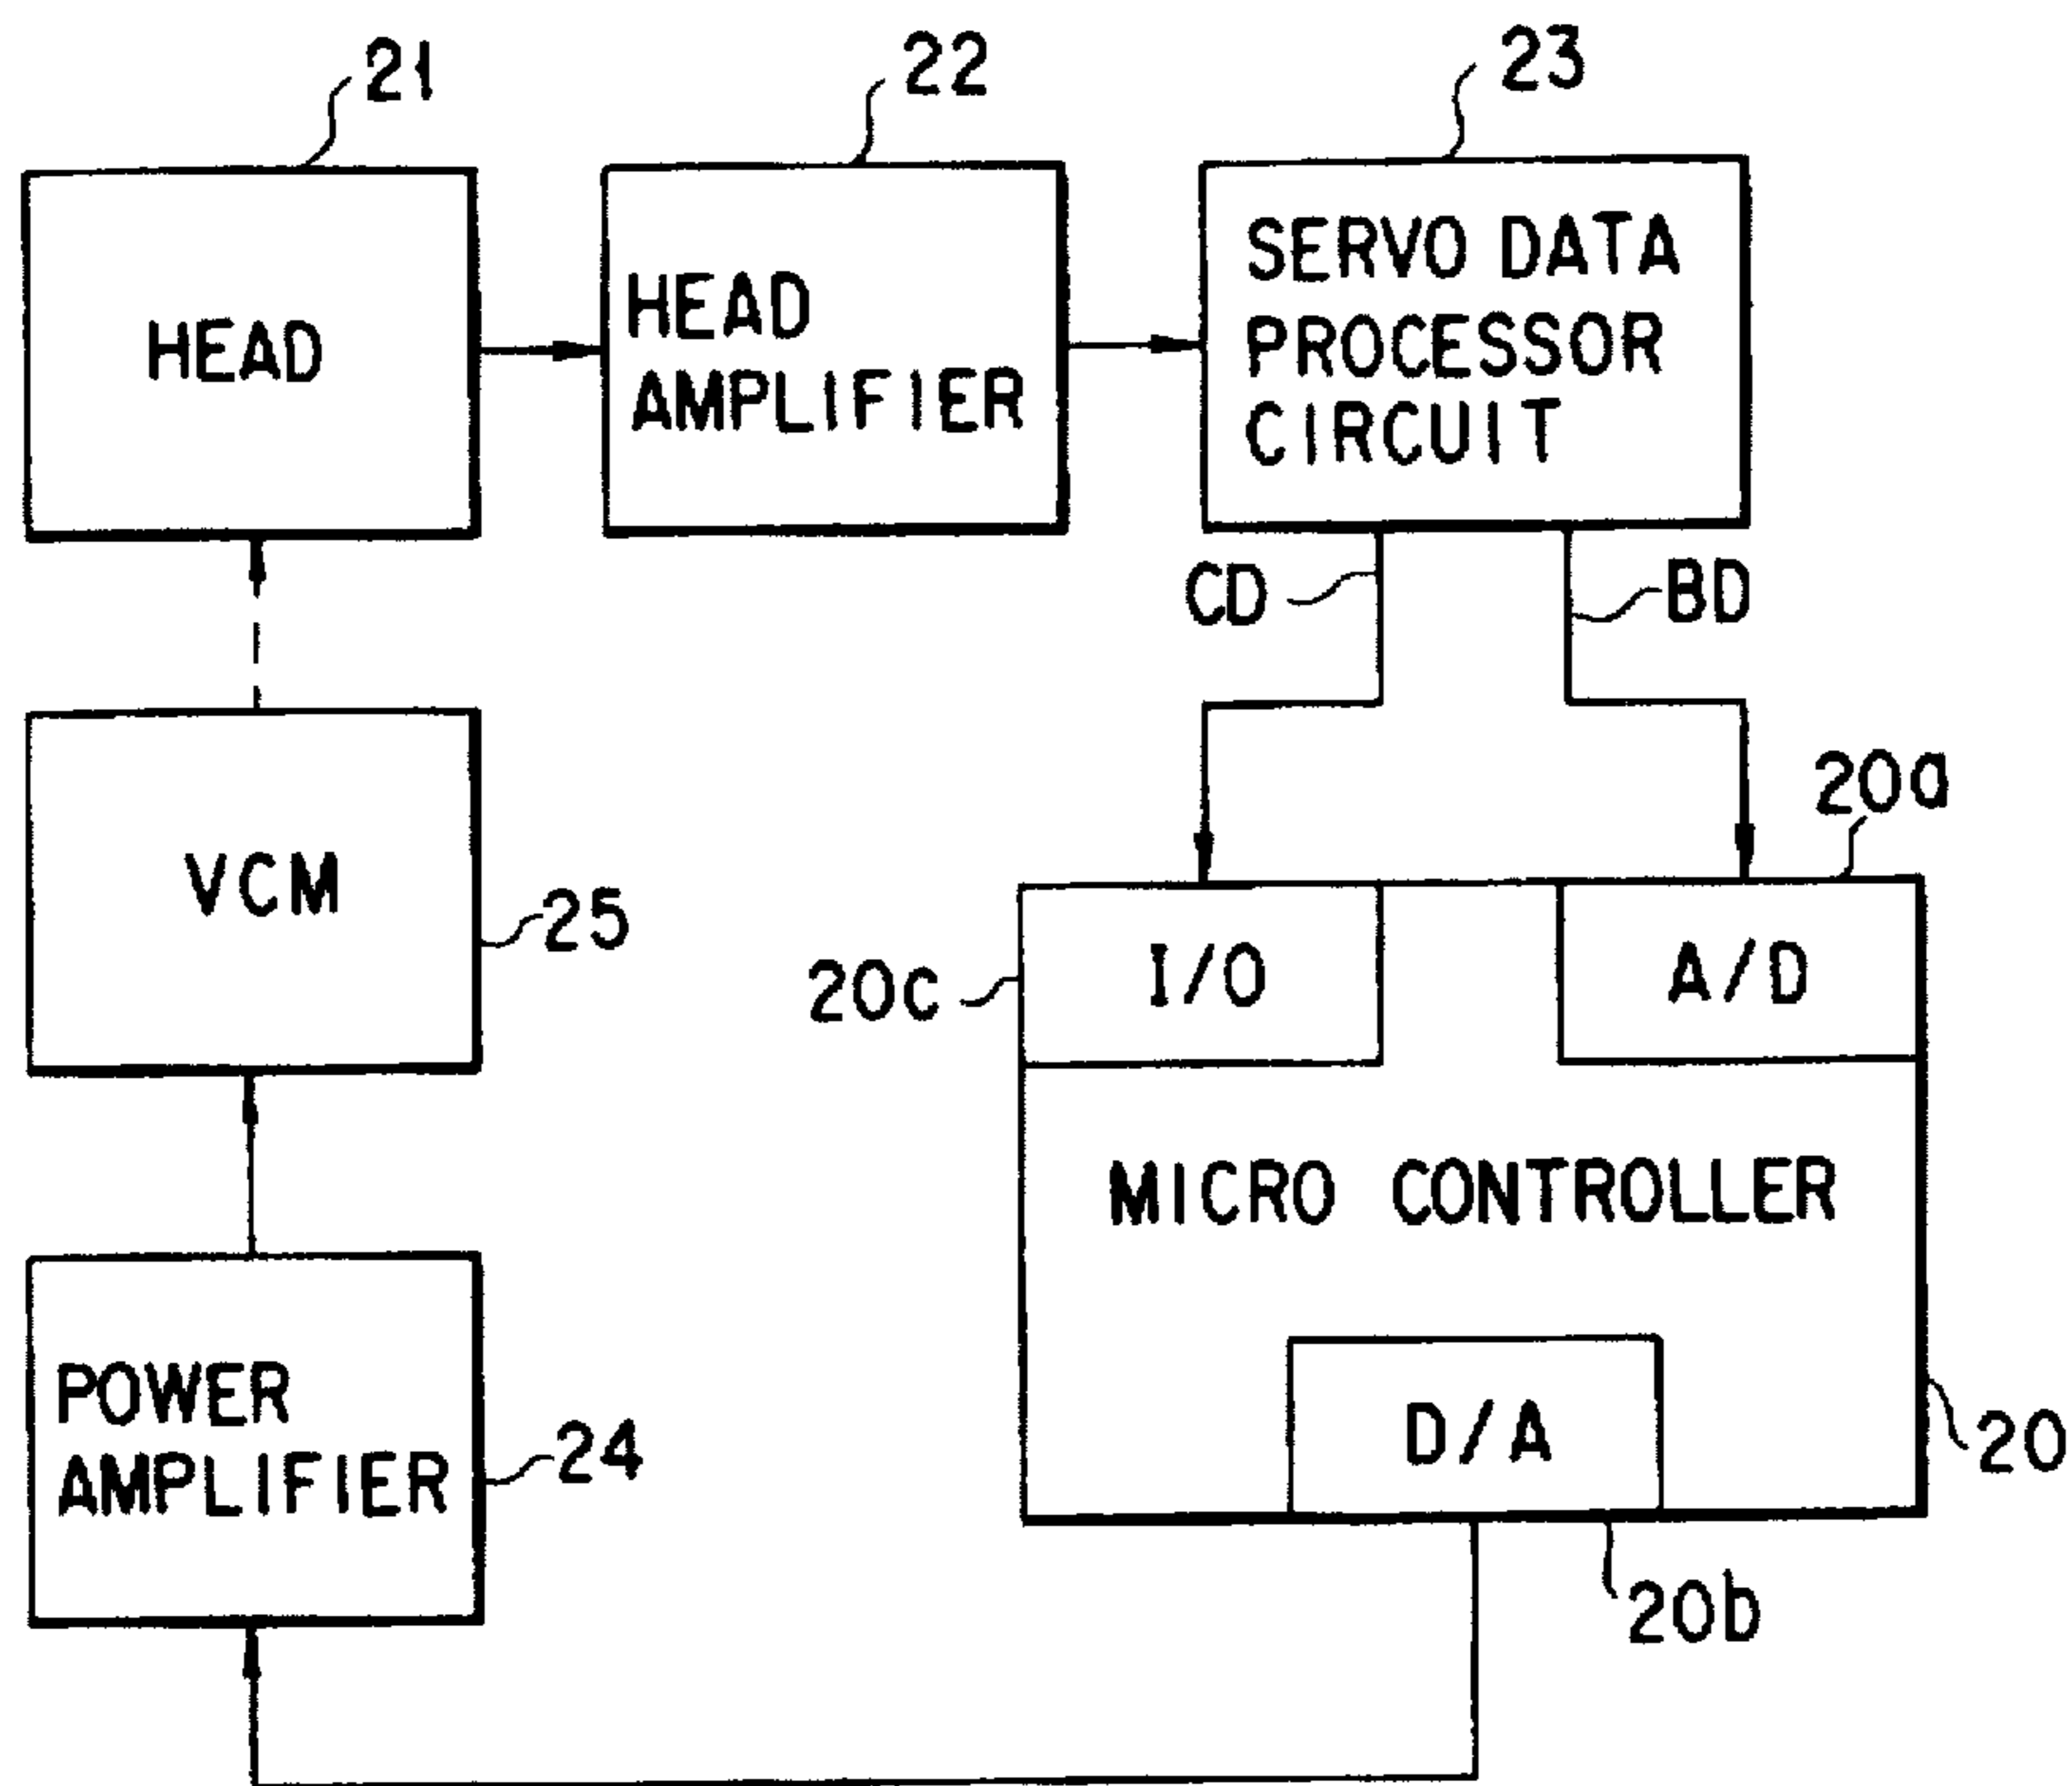 21
22
23
HEAD
HEAD
AMPLIFIER
SERVO DATA
PROCESSOR
CIRCUIT
CD
BD
VCM
25
20a
20c
I/O
A/D
MICRO CONTROLLER
POWER
AMPLIFIER
24
D/A
20
20b